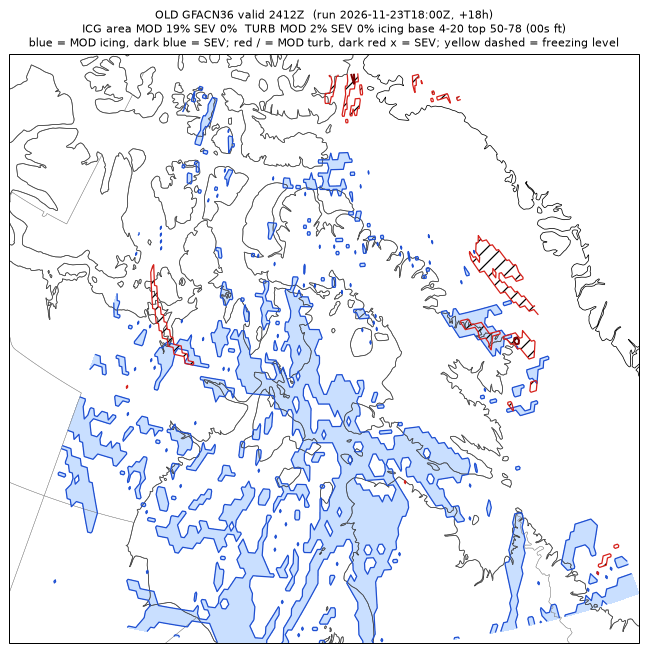 OLD GFACN36 valid 2412Z (run 2026-11-23T18:00Z, +18h)
ICG area MOD 19% SEV 0% TURB MOD 2% SEV 0% icing base 4-20 top 50-78 (00s ft)
blue = MOD icing, dark blue = SEV; red / = MOD turb, dark red x = SEV; yellow dashed = freezing level